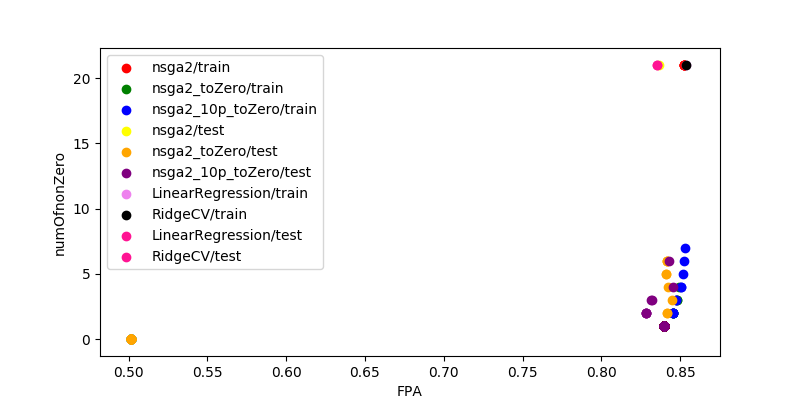 nsga2/train
nsga2_toZero/train
nsga2_10p_toZero/train
nsga2/test
nsga2_toZero/test
nsga2_10p_toZero/test
LinearRegression/train
RidgeCV/train
LinearRegression/test
RidgeCV/test
numOfnonZero
20
15
10
5
0
0.50 0.55 0.60 0.65 0.70 0.75 0.80 0.85
FPA